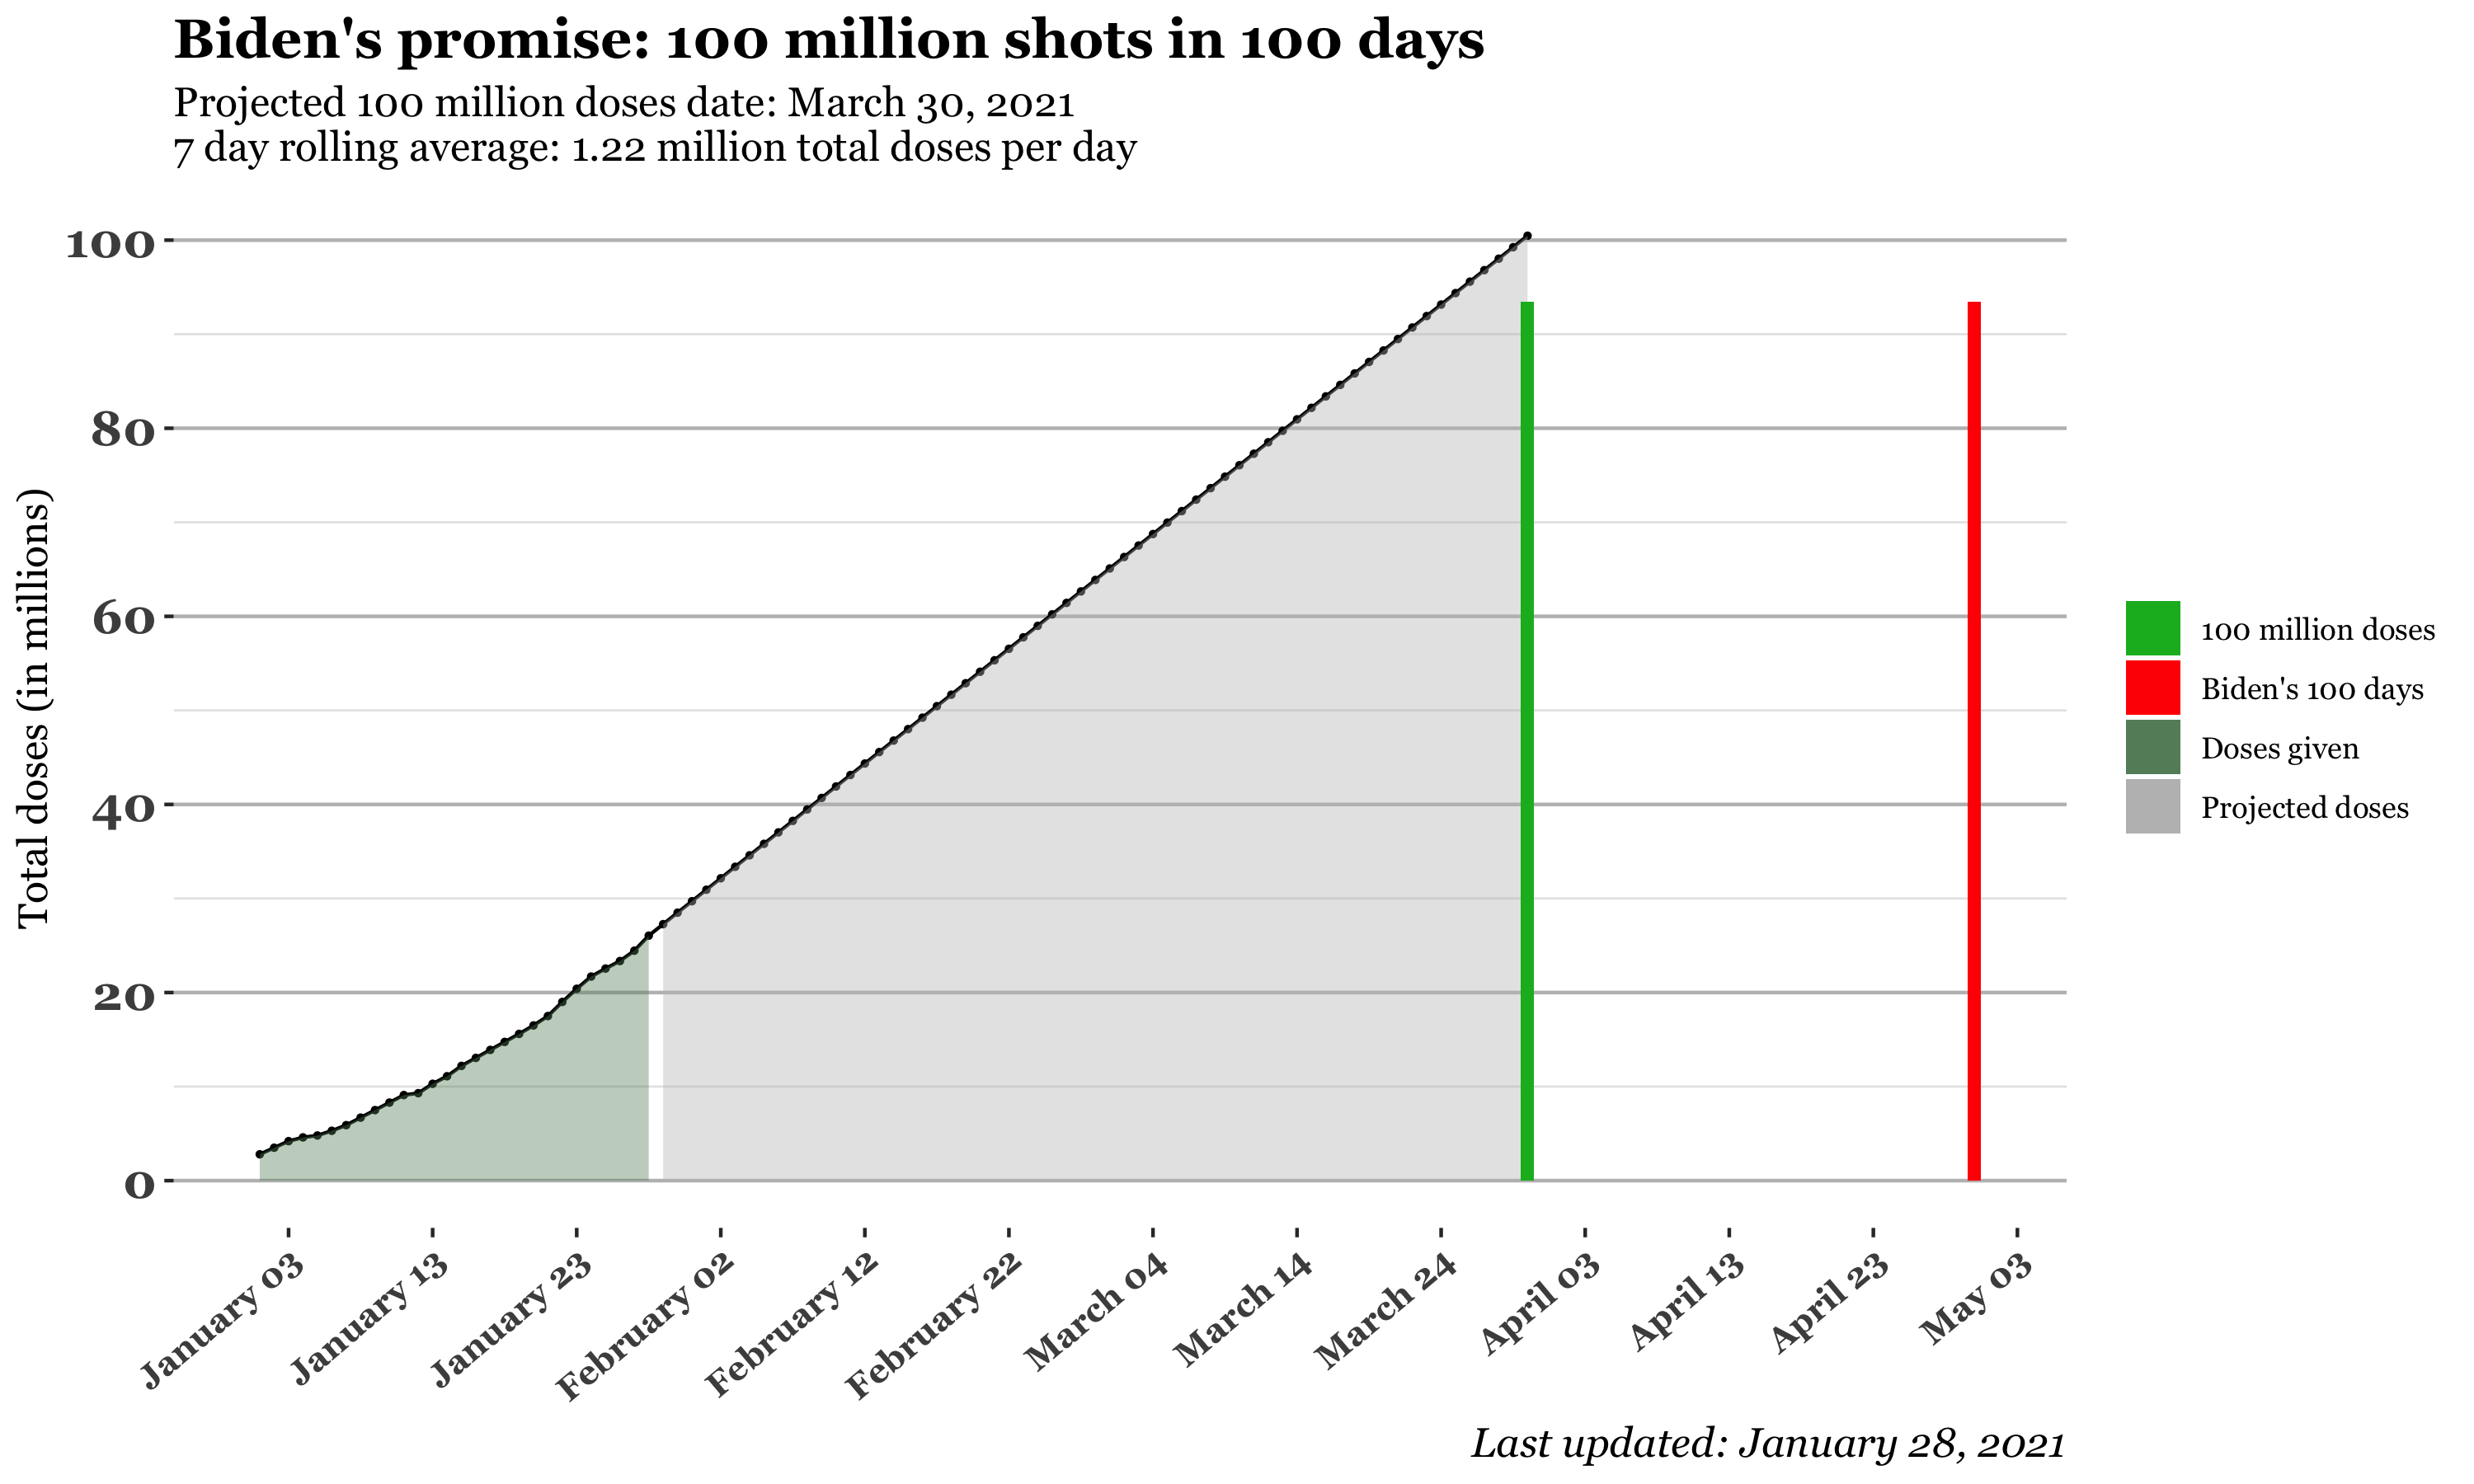 Biden's promise: 100 million shots in 100 days
Projected 100 million doses date: March 30, 2021
7 day rolling average: 1.22 million total doses per day
Total doses (in millions)
100
80
60
40
20
0
January 03
January 13
January 23
February 02
February 12
February 22
March 04
March 14
March 24
April 03
April 13
April 23
May 03
100 million doses
Biden's 100 days
Doses given
Projected doses
Last updated: January 28, 2021